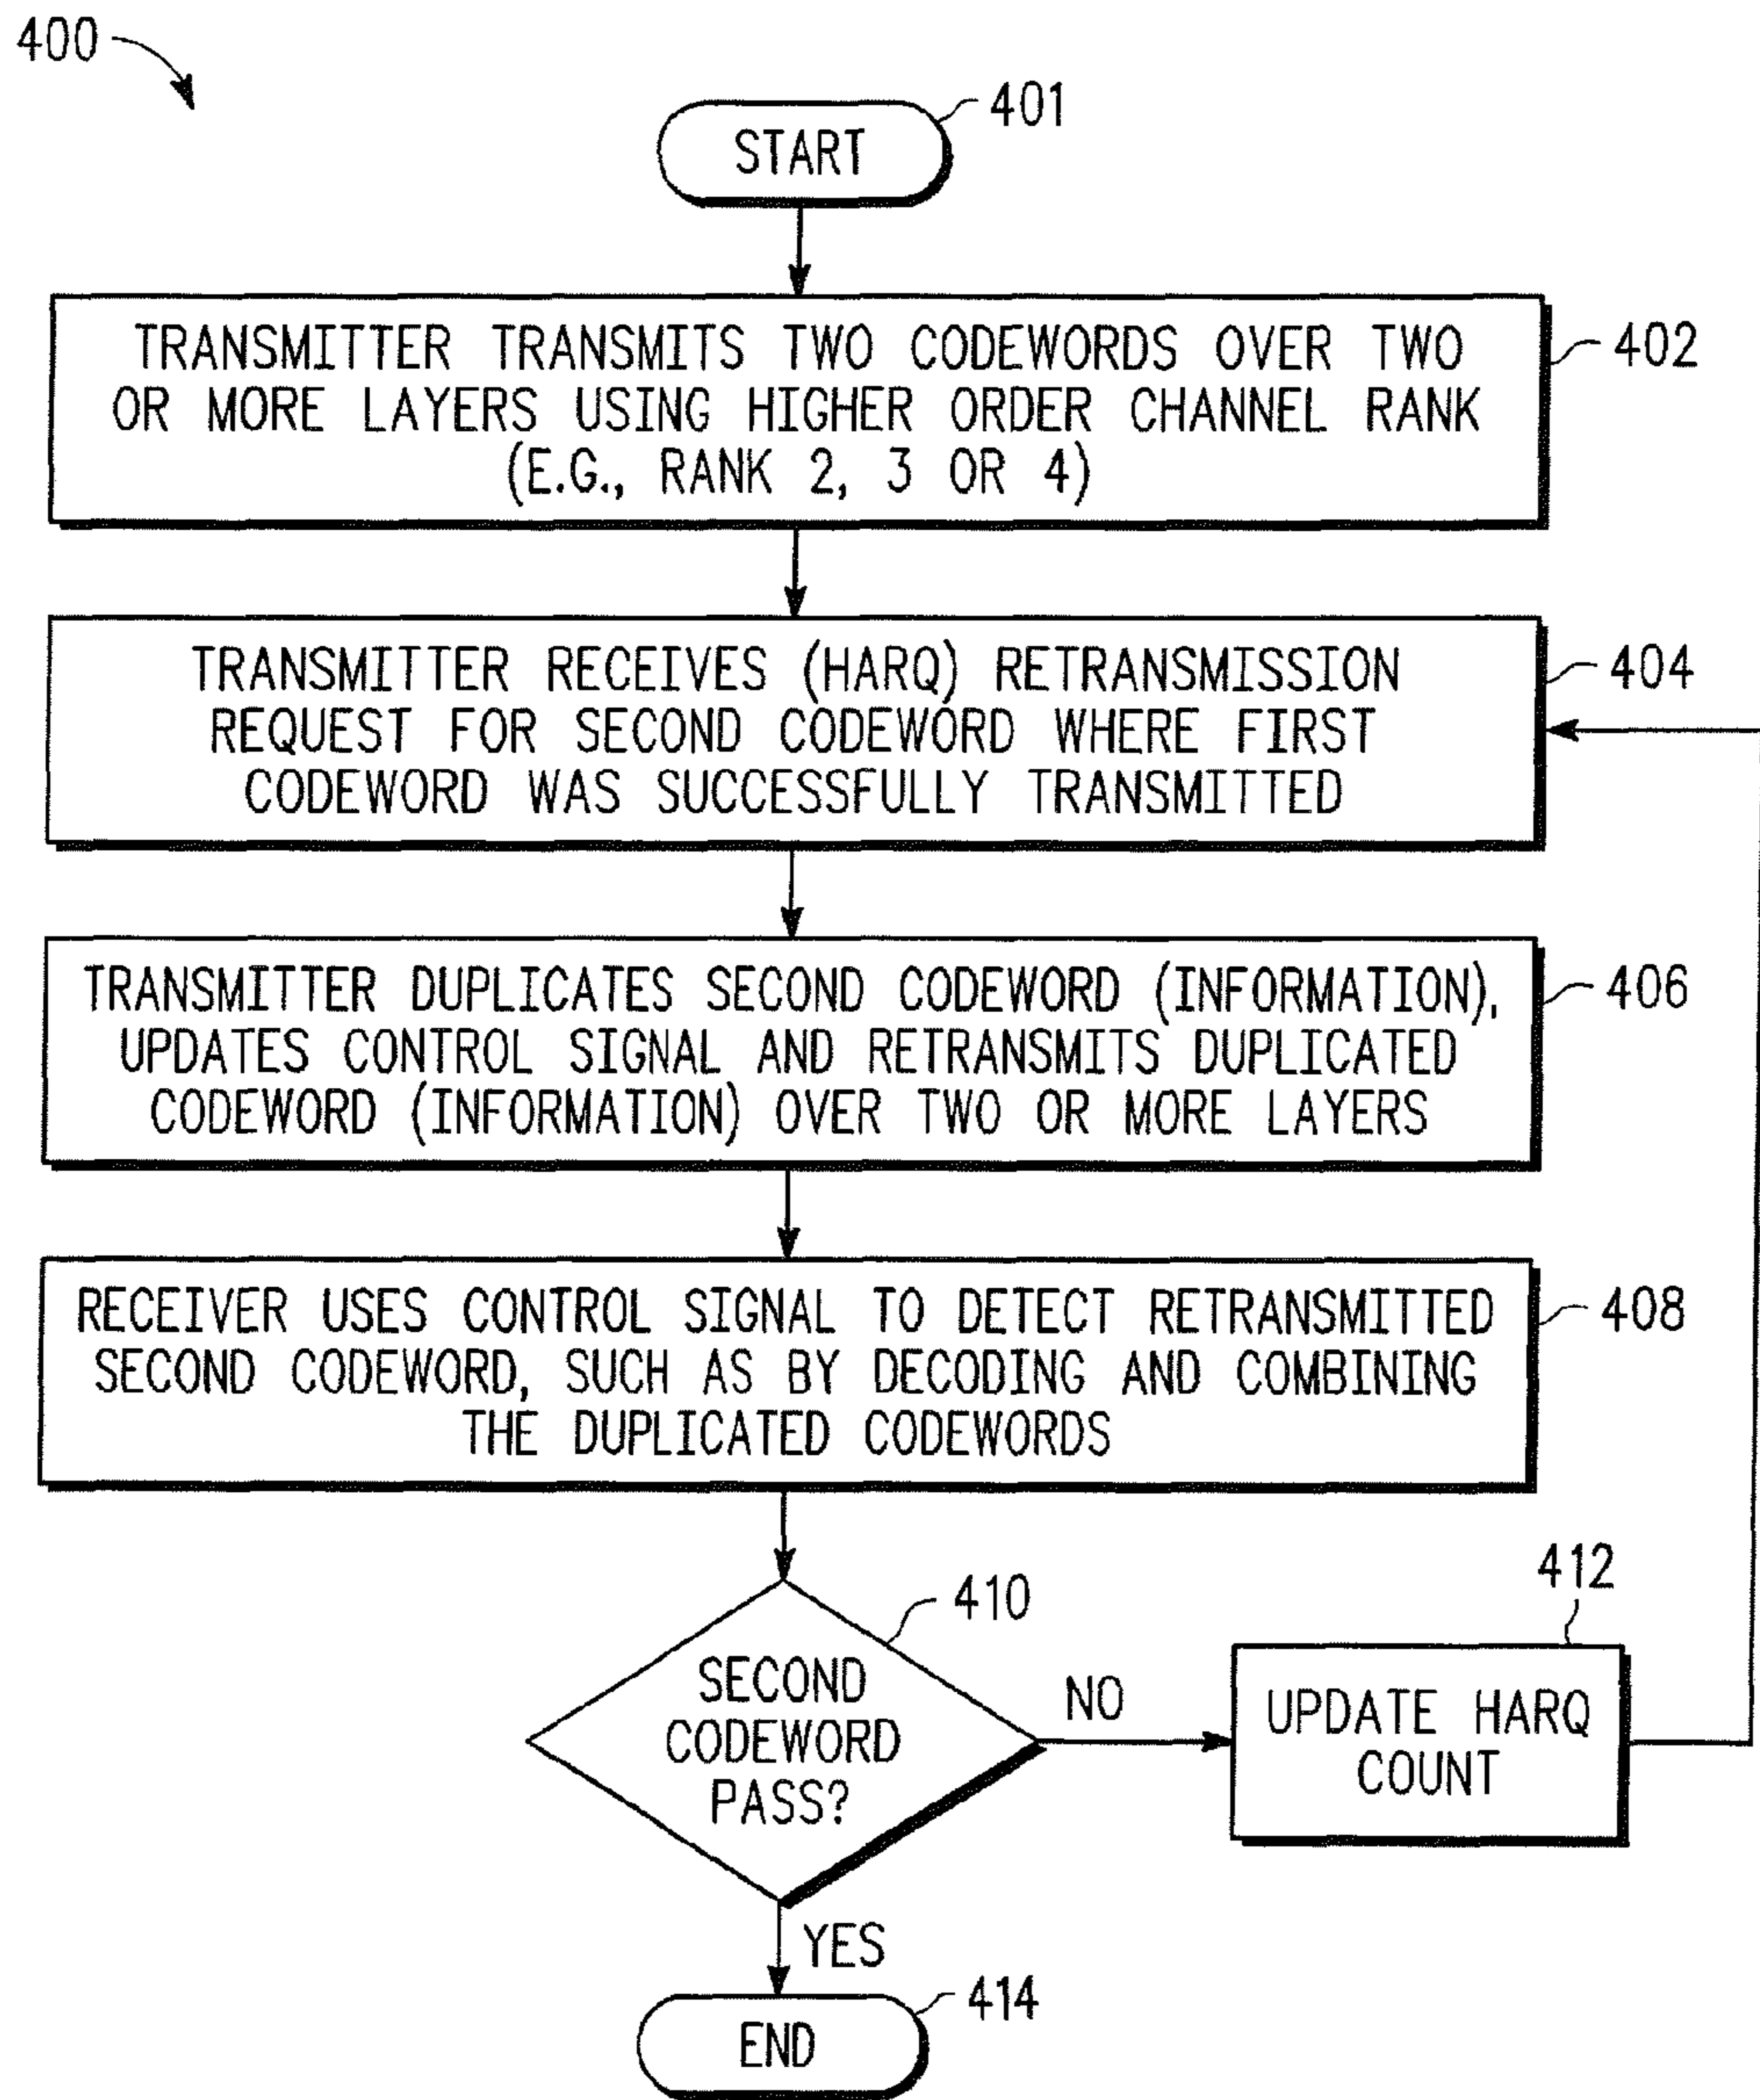 400
START
401
TRANSMITTER TRANSMITS TWO CODEWORDS OVER TWO
OR MORE LAYERS USING HIGHER ORDER CHANNEL RANK
(E.G., RANK 2, 3 OR 4)
402
TRANSMITTER RECEIVES (HARQ) RETRANSMISSION
REQUEST FOR SECOND CODEWORD WHERE FIRST
CODEWORD WAS SUCCESSFULLY TRANSMITTED
404
TRANSMITTER DUPLICATES SECOND CODEWORD (INFORMATION),
UPDATES CONTROL SIGNAL AND RETRANSMITS DUPLICATED
CODEWORD (INFORMATION) OVER TWO OR MORE LAYERS
406
RECEIVER USES CONTROL SIGNAL TO DETECT RETRANSMITTED
SECOND CODEWORD, SUCH AS BY DECODING AND COMBINING
THE DUPLICATED CODEWORDS
408
SECOND
CODEWORD
PASS?
410
NO
UPDATE HARQ
COUNT
412
YES
END
414